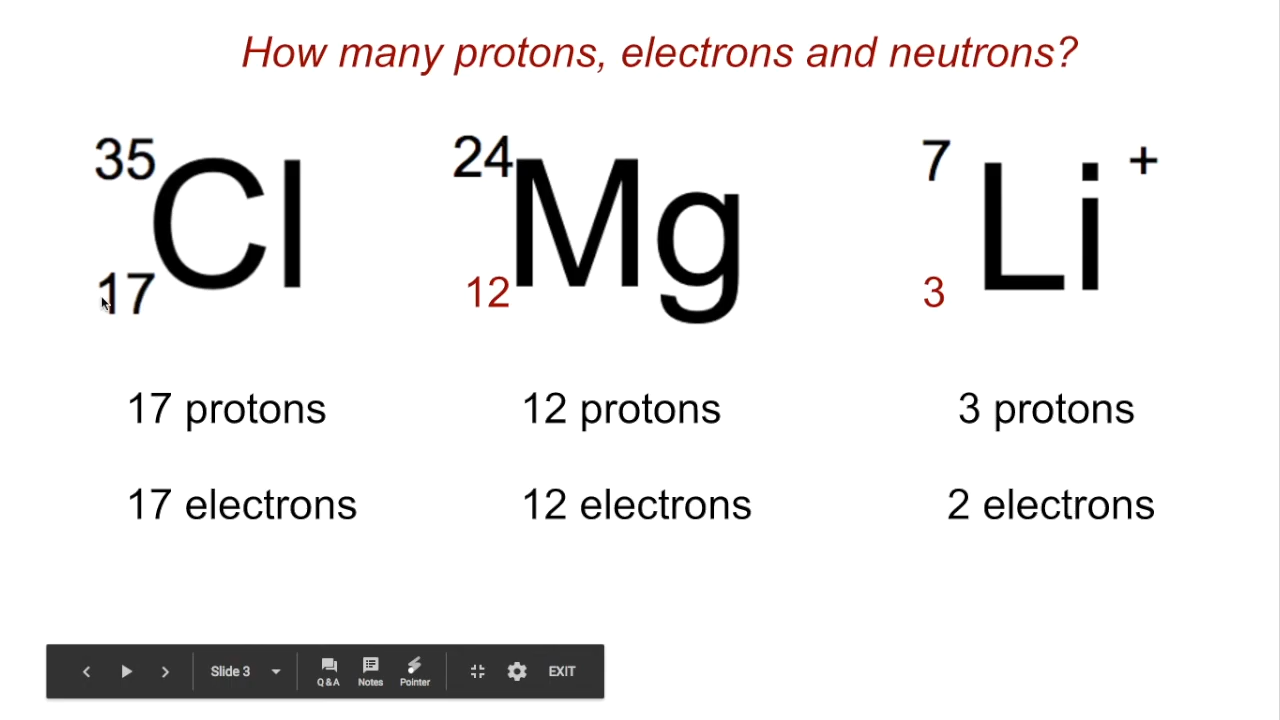 How many protons, electrons and neutrons?
35 Cl 17
24 Mg 12
7 Li + 3
17 protons
12 protons
3 protons
17 electrons
12 electrons
2 electrons
Slide 3
Q & A
Notes
Pointer
EXIT